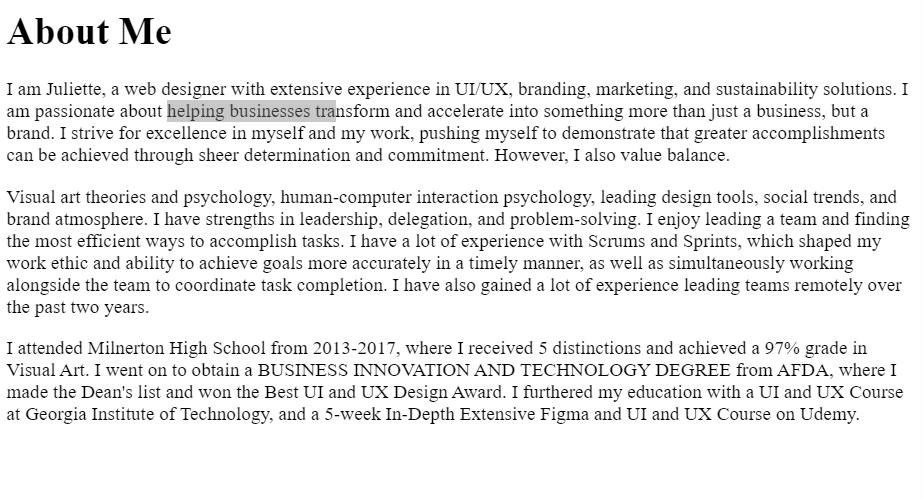 About Me
I am Juliette, a web designer with extensive experience in UI/UX, branding, marketing, and sustainability solutions. I
am passionate about helping businesses transform and accelerate into something more than just a business, but a
brand. I strive for excellence in myself and my work, pushing myself to demonstrate that greater accomplishments
can be achieved through sheer determination and commitment. However, I also value balance.
Visual art theories and psychology, human-computer interaction psychology, leading design tools, social trends, and
brand atmosphere. I have strengths in leadership, delegation, and problem-solving. I enjoy leading a team and finding
the most efficient ways to accomplish tasks. I have a lot of experience with Scrums and Sprints, which shaped my
work ethic and ability to achieve goals more accurately in a timely manner, as well as simultaneously working
alongside the team to coordinate task completion. I have also gained a lot of experience leading teams remotely over
the past two years.
I attended Milnerton High School from 2013-2017, where I received 5 distinctions and achieved a 97% grade in
Visual Art. I went on to obtain a BUSINESS INNOVATION AND TECHNOLOGY DEGREE from AFDA, where I
made the Dean's list and won the Best UI and UX Design Award. I furthered my education with a UI and UX Course
at Georgia Institute of Technology, and a 5-week In-Depth Extensive Figma and UI and UX Course on Udemy.